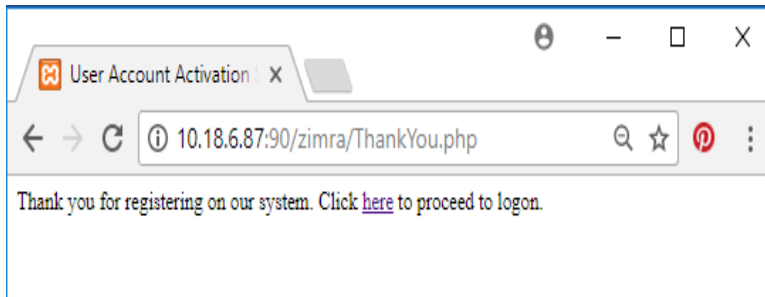 User Account Activation
10.18.6.87:90/zimra/ThankYou.php
Thank you for registering on our system. Click here to proceed to logon.